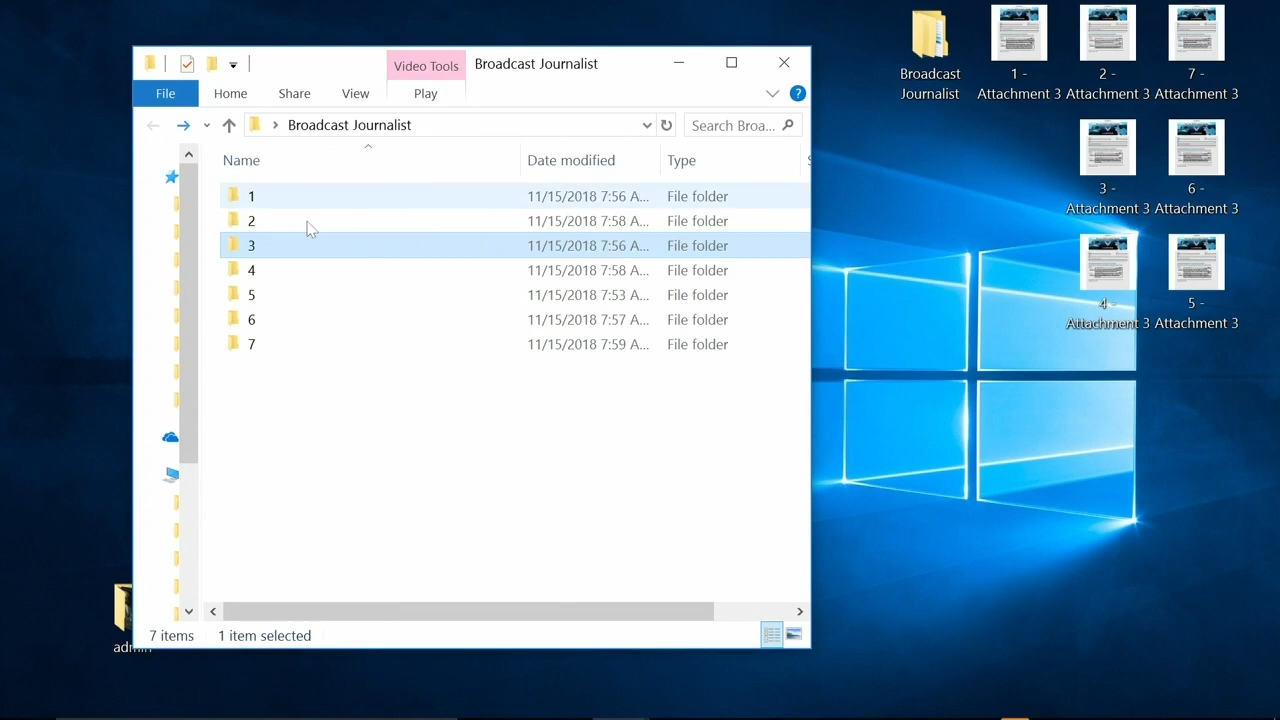 Tools
Broadcast Journalist
File
Home
Share
View
Play
Broadcast Journalist
Search Broa...
Name
Date modified
Type
1
11/15/2018 7:56 A...
File folder
2
11/15/2018 7:58 A...
File folder
3
11/15/2018 7:56 A...
File folder
4
11/15/2018 7:58 A...
File folder
5
11/15/2018 7:53 A...
File folder
6
11/15/2018 7:57 A...
File folder
7
11/15/2018 7:59 A...
File folder
7 items
1 item selected
Broadcast
Journalist
1 -
Attachment 3
2 -
Attachment 3
7 -
Attachment 3
3 -
Attachment 3
6 -
Attachment 3
4 -
Attachment 3
5 -
Attachment 3